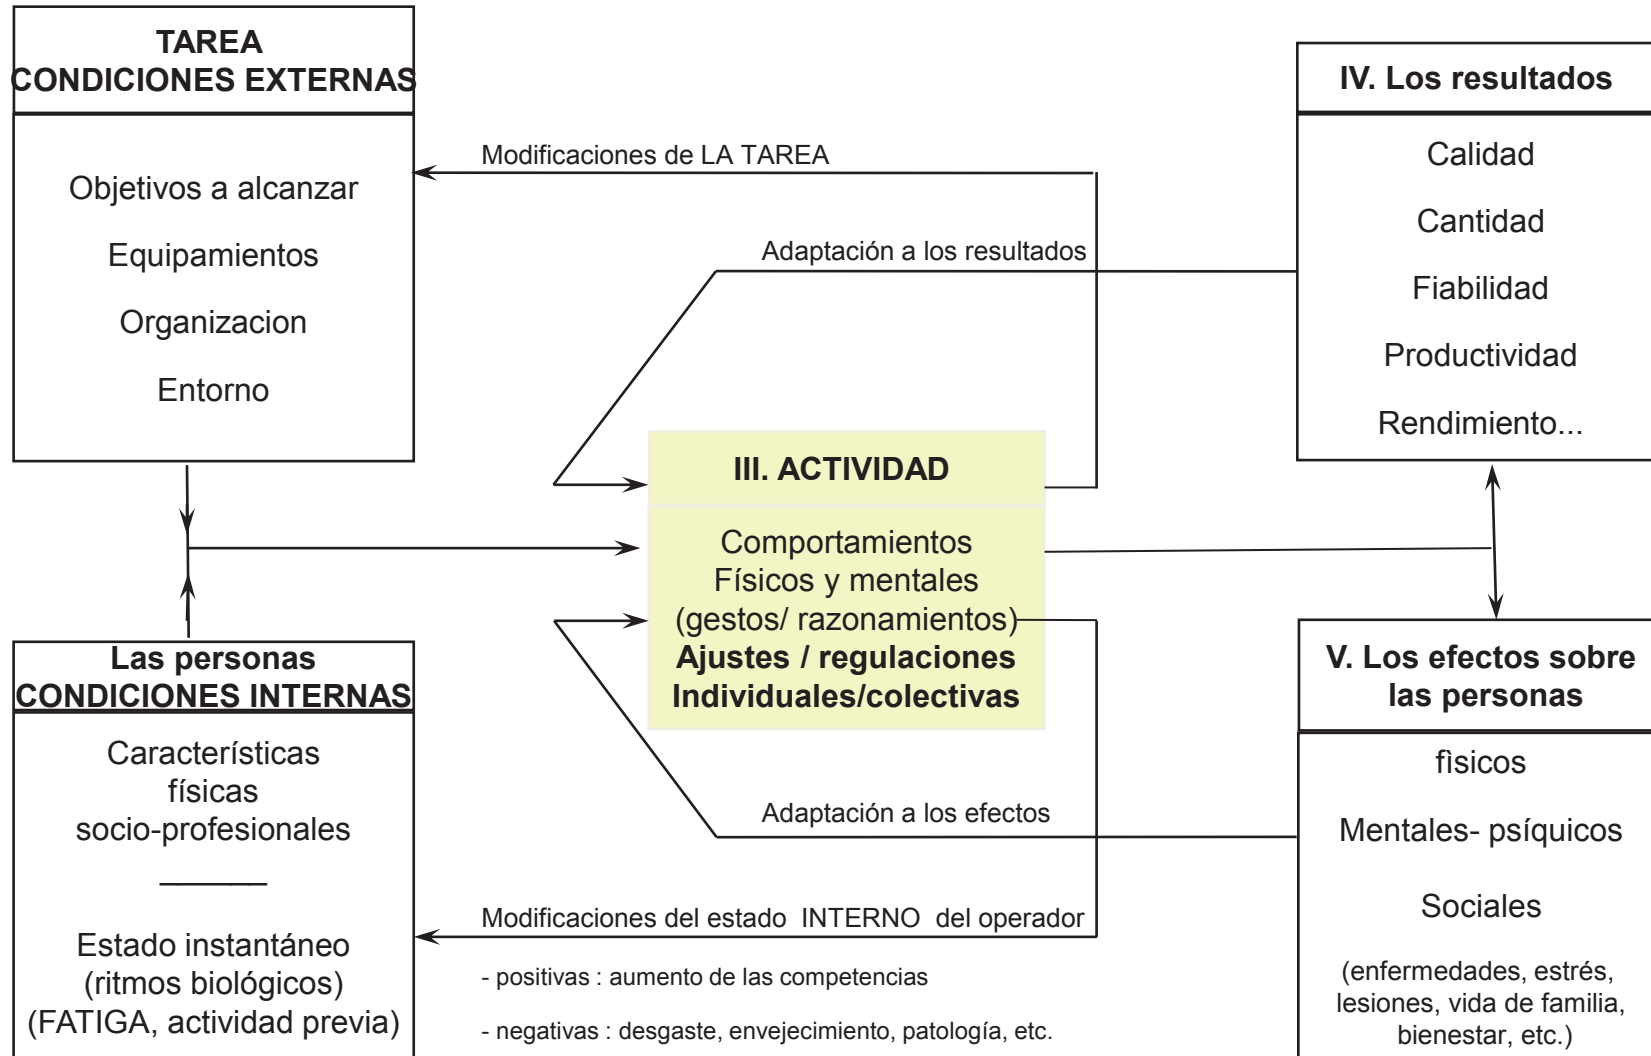 TAREA
CONDICIONES EXTERNAS
Objetivos a alcanzar
Equipamientos
Organizacion
Entorno
Modificaciones de LA TAREA
Adaptación a los resultados
IV. Los resultados
Calidad
Cantidad
Fiabilidad
Productividad
Rendimiento...
III. ACTIVIDAD
Comportamientos
Físicos y mentales
(gestos/ razonamientos)
Ajustes / regulaciones
Individuales/colectivas
Las personas
CONDICIONES INTERNAS
Características
físicas
socio-profesionales
Estado instantáneo
(ritmos biológicos)
(FATIGA, actividad previa)
Adaptación a los efectos
Modificaciones del estado INTERNO del operador
- positivas : aumento de las competencias
- negativas : desgaste, envejecimiento, patología, etc.
V. Los efectos sobre
las personas
fìsicos
Mentales- psíquicos
Sociales
(enfermedades, estrés,
lesiones, vida de familia,
bienestar, etc.)